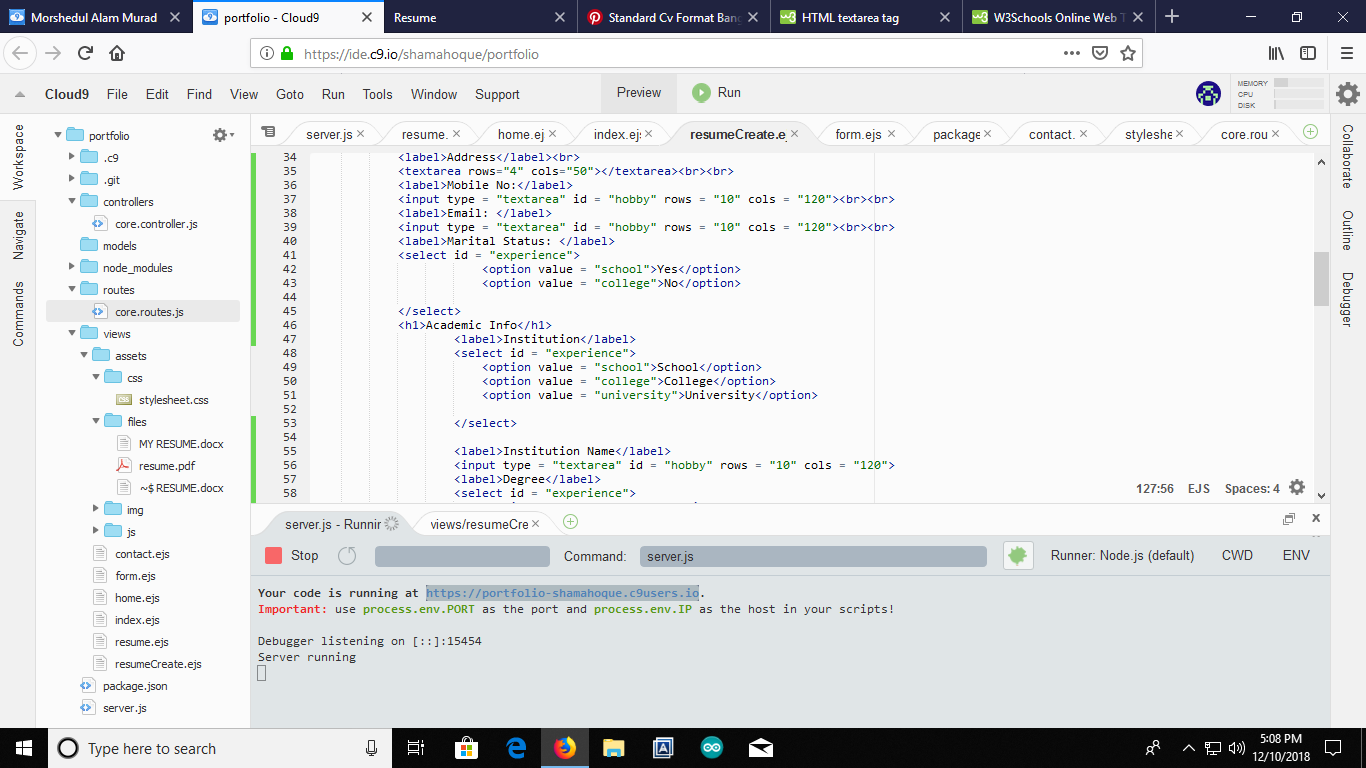 Morshedul Alam Murad
portfolio - Cloud9
Resume
Standard Cv Format Bang
HTML textarea tag
W3Schools Online Web T
https://ide.c9.io/shamahoque/portfolio
Cloud9 File Edit Find View Goto Run Tools Window Support Preview Run
MEMORY
CPU
DISK
Workspace
Navigate
Commands
portfolio
.c9
.git
controllers
core.controller.js
models
node_modules
routes
core.routes.js
views
assets
css
stylesheet.css
files
MY RESUME.docx
resume.pdf
~$ RESUME.docx
img
js
contact.ejs
form.ejs
home.ejs
index.ejs
resume.ejs
resumeCreate.ejs
package.json
server.js
server.js resume. home.ej index.ejs resumeCreate.e form.ejs package contact. styleshe core.rou
34 <label>Address</label><br>
35 <textarea rows="4" cols="50"></textarea><br><br>
36 <label>Mobile No:</label>
37 <input type = "textarea" id = "hobby" rows = "10" cols = "120"><br><br>
38 <label>Email: </label>
39 <input type = "textarea" id = "hobby" rows = "10" cols = "120"><br><br>
40 <label>Marital Status: </label>
41 <select id = "experience">
42 <option value = "school">Yes</option>
43 <option value = "college">No</option>
44
45 </select>
46 <h1>Academic Info</h1>
47 <label>Institution</label>
48 <select id = "experience">
49 <option value = "school">School</option>
50 <option value = "college">College</option>
51 <option value = "university">University</option>
52
53 </select>
54
55 <label>Institution Name</label>
56 <input type = "textarea" id = "hobby" rows = "10" cols = "120">
57 <label>Degree</label>
58 <select id = "experience">
127:56 EJS Spaces: 4
Collaborate
Outline
Debugger
server.js - Runnin
views/resumeCre
Stop Command: server.js Runner: Node.js (default) CWD ENV
Your code is running at https://portfolio-shamahoque.c9users.io.
Important: use process.env.PORT as the port and process.env.IP as the host in your scripts!
Debugger listening on [::]:15454
Server running
Type here to search
5:08 PM
12/10/2018